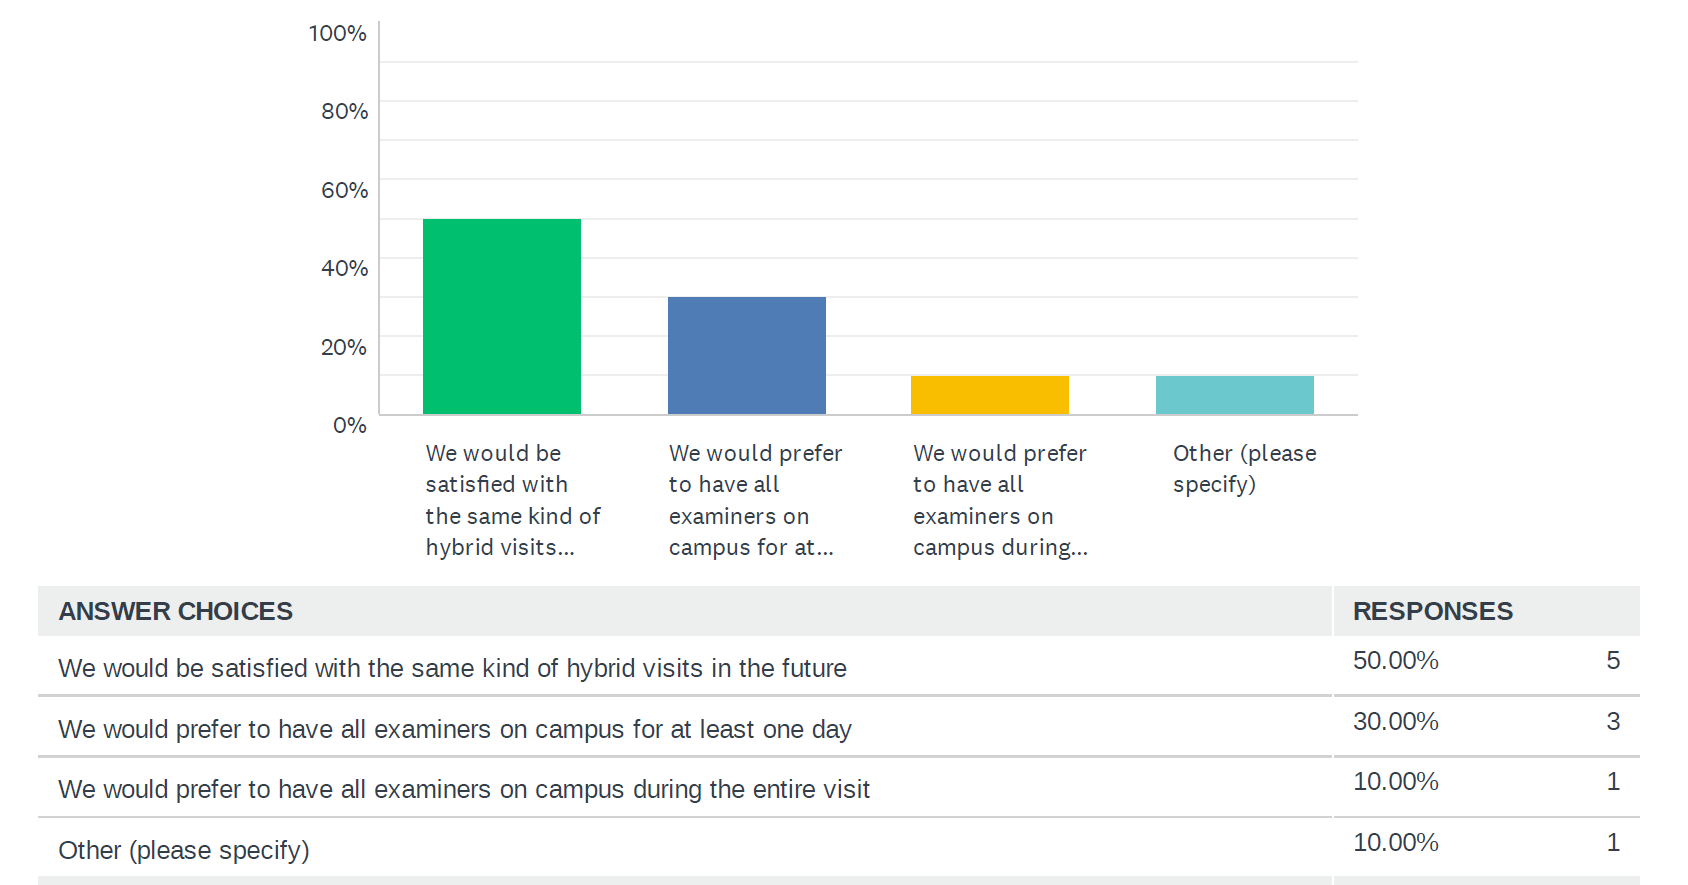 100%
80%
60%
40%
20%
0%
We would be
satisfied with
the same kind of
hybrid visits...
We would prefer
to have all
examiners on
campus for at...
We would prefer
to have all
examiners on
campus during...
Other (please
specify)
ANSWER CHOICES RESPONSES
We would be satisfied with the same kind of hybrid visits in the future 50.00% 5
We would prefer to have all examiners on campus for at least one day 30.00% 3
We would prefer to have all examiners on campus during the entire visit 10.00% 1
Other (please specify) 10.00% 1